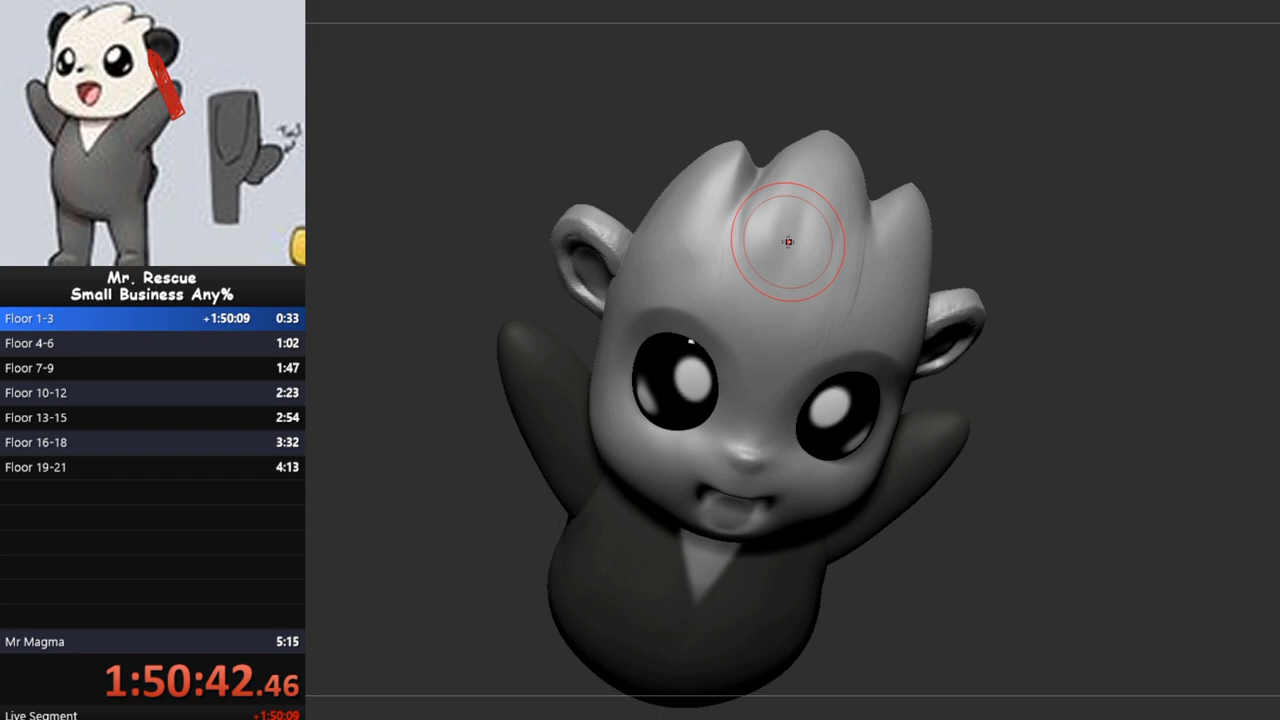 Mr. Rescue
Small Business Any%
Floor 1-3 +1:50:09 0:33
Floor 4-6 1:02
Floor 7-9 1:47
Floor 10-12 2:23
Floor 13-15 2:54
Floor 16-18 3:32
Floor 19-21 4:13
Mr Magma 5:15
1:50:42.46
Live Segment +1:50:09